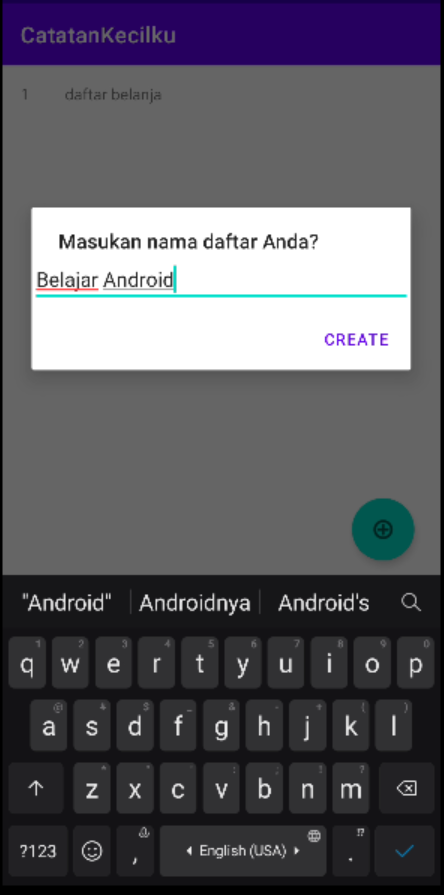 CatatanKecilku
1 daftar belanja
Masukan nama daftar Anda?
Belajar Android
CREATE
"Android" Androidnya Android's
1 2 3 4 5 6 7 8 9 0
q w e r t y u i o p
@ & $ _ & - + ( )
a s d f g h j k l
* " ' : ; ! ?
z x c v b n m
?123 , English (USA) . !?